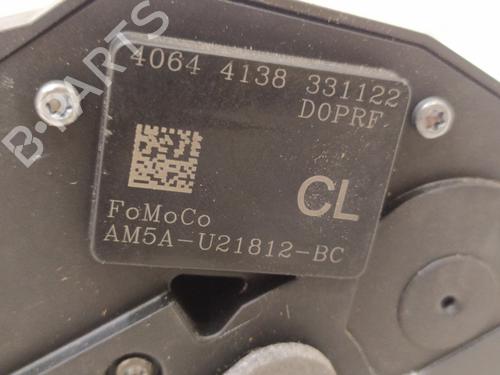 4064 4138 331122
D0PRF
CL
FoMoCo
AM5A-U21812-BC
B-PARTS